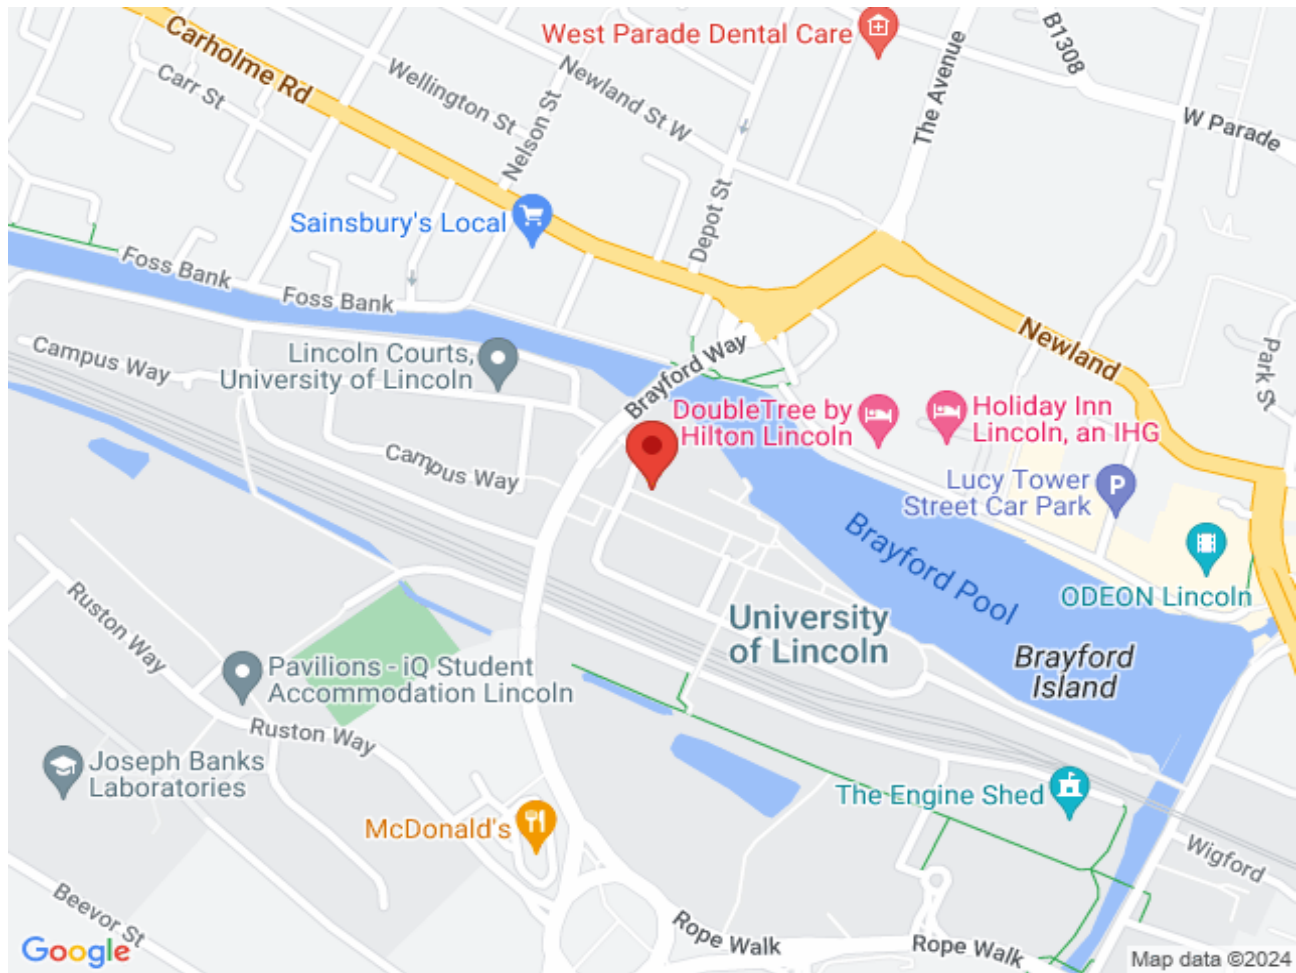 West Parade Dental Care
B1308
Carholme Rd
The Avenue
Carr St
Wellington St
Newland St W
Nelson St
W Parade
Sainsbury's Local
Depot St
Foss Bank
Foss Bank
Newland
Park St
Campus Way
Lincoln Courts,
University of Lincoln
Brayford Way
DoubleTree by
Hilton Lincoln
Holiday Inn
Lincoln, an IHG
Campus Way
Lucy Tower
Street Car Park
P
Brayford Pool
ODEON Lincoln
Ruston Way
University
of Lincoln
Brayford
Island
Pavilions - iQ Student
Accommodation Lincoln
Ruston Way
Joseph Banks
Laboratories
The Engine Shed
McDonald's
Wigford
Beevor St
Rope Walk
Rope Walk
Google
Map data ©2024